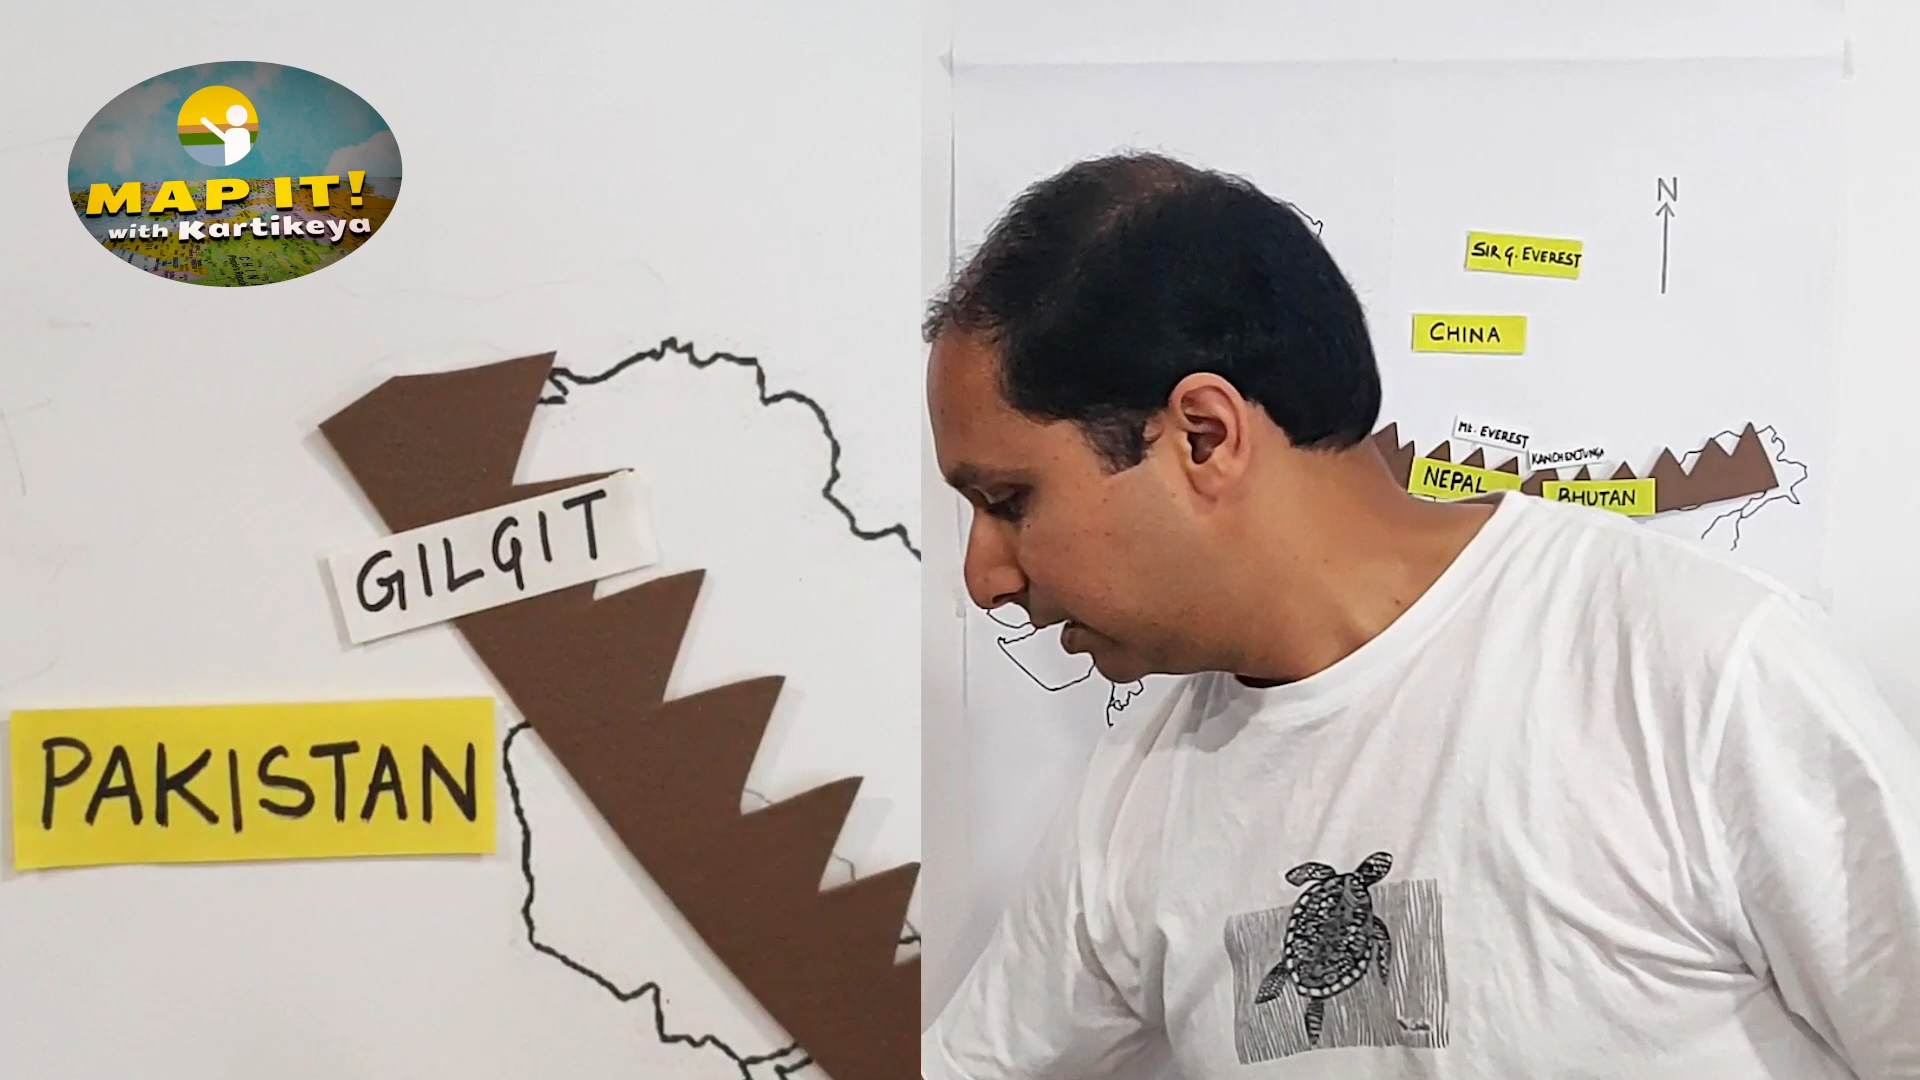 MAP IT!
with Kartikeya
GILGIT
PAKISTAN
N
SIR G. EVEREST
CHINA
Mt. EVEREST
KANCHENJUNGA
NEPAL
BHUTAN